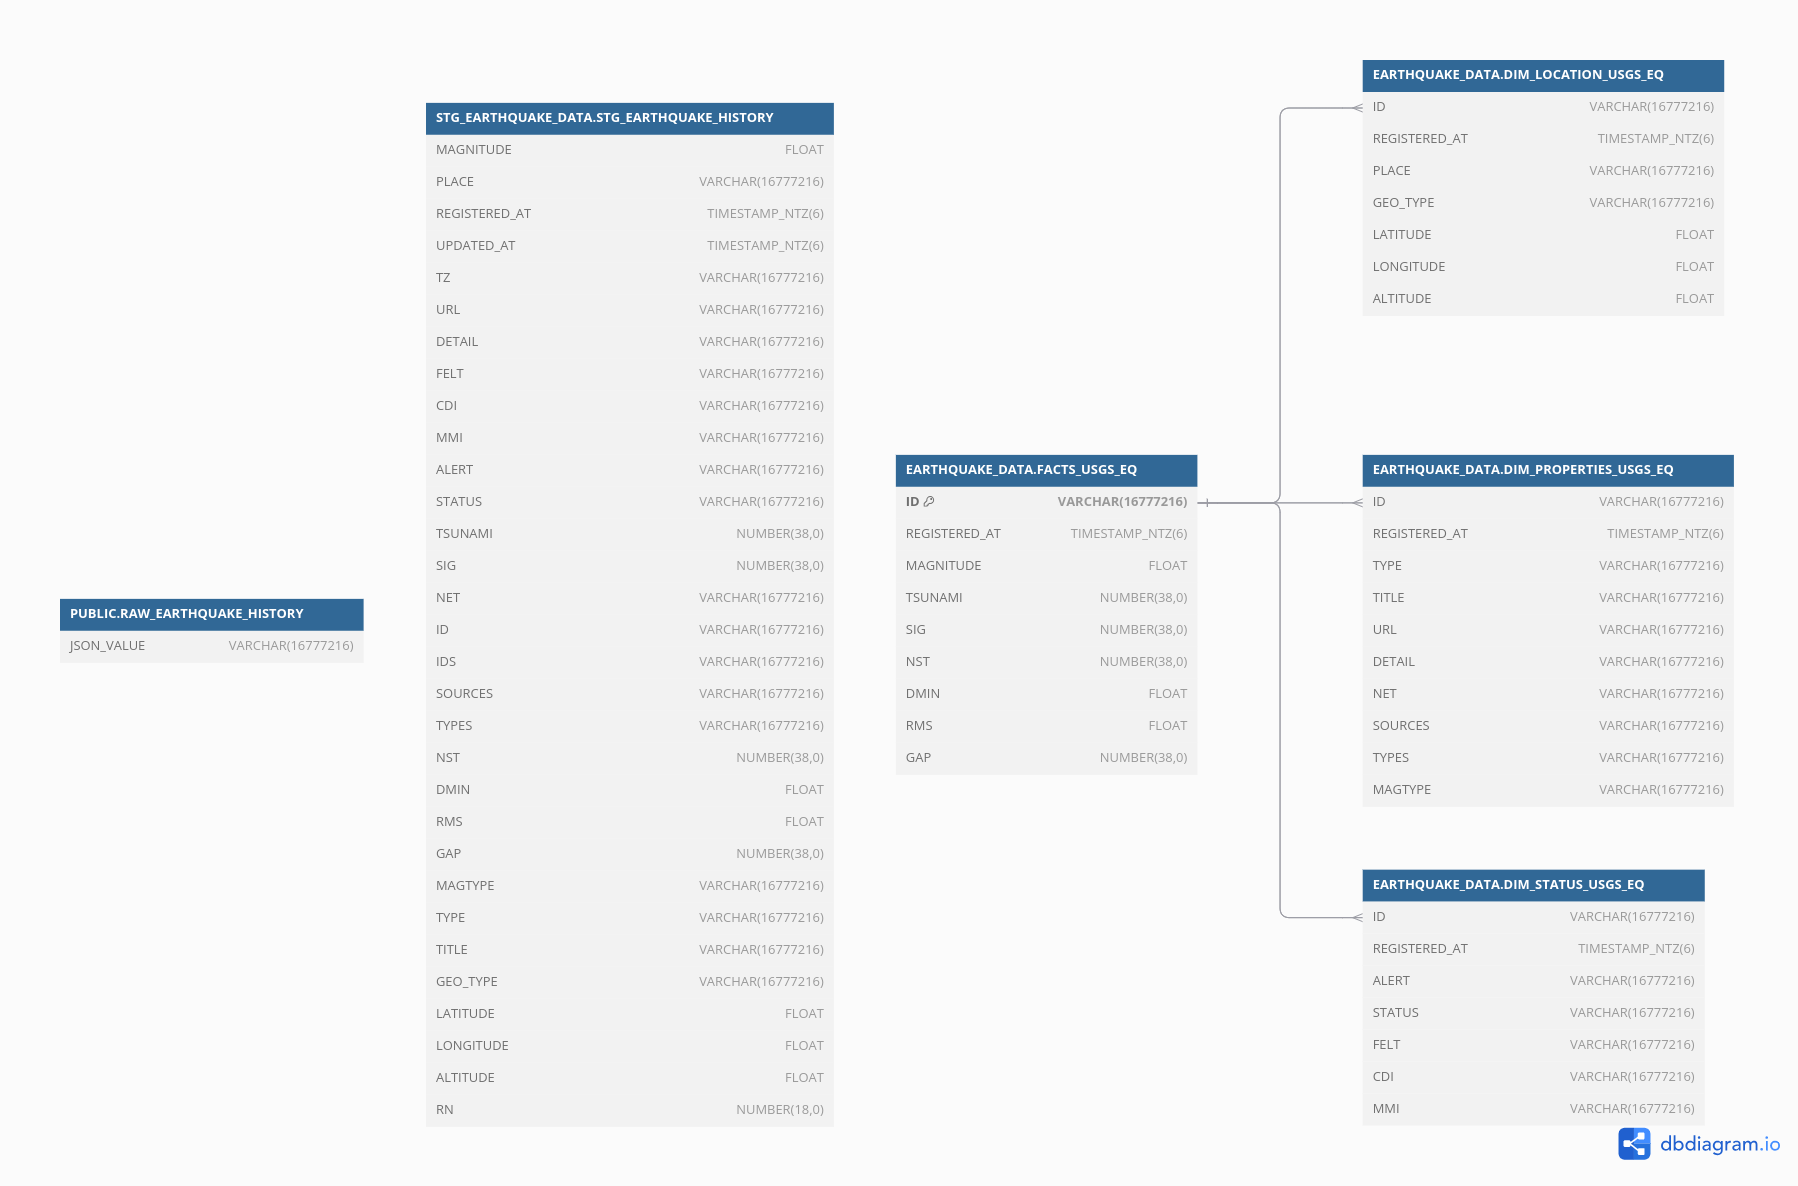 PUBLIC.RAW_EARTHQUAKE_HISTORY
JSON_VALUE VARCHAR(16777216)
STG_EARTHQUAKE_DATA.STG_EARTHQUAKE_HISTORY
MAGNITUDE FLOAT
PLACE VARCHAR(16777216)
REGISTERED_AT TIMESTAMP_NTZ(6)
UPDATED_AT TIMESTAMP_NTZ(6)
TZ VARCHAR(16777216)
URL VARCHAR(16777216)
DETAIL VARCHAR(16777216)
FELT VARCHAR(16777216)
CDI VARCHAR(16777216)
MMI VARCHAR(16777216)
ALERT VARCHAR(16777216)
STATUS VARCHAR(16777216)
TSUNAMI NUMBER(38,0)
SIG NUMBER(38,0)
NET VARCHAR(16777216)
ID VARCHAR(16777216)
IDS VARCHAR(16777216)
SOURCES VARCHAR(16777216)
TYPES VARCHAR(16777216)
NST NUMBER(38,0)
DMIN FLOAT
RMS FLOAT
GAP NUMBER(38,0)
MAGTYPE VARCHAR(16777216)
TYPE VARCHAR(16777216)
TITLE VARCHAR(16777216)
GEO_TYPE VARCHAR(16777216)
LATITUDE FLOAT
LONGITUDE FLOAT
ALTITUDE FLOAT
RN NUMBER(18,0)
EARTHQUAKE_DATA.FACTS_USGS_EQ
ID VARCHAR(16777216)
REGISTERED_AT TIMESTAMP_NTZ(6)
MAGNITUDE FLOAT
TSUNAMI NUMBER(38,0)
SIG NUMBER(38,0)
NST NUMBER(38,0)
DMIN FLOAT
RMS FLOAT
GAP NUMBER(38,0)
EARTHQUAKE_DATA.DIM_LOCATION_USGS_EQ
ID VARCHAR(16777216)
REGISTERED_AT TIMESTAMP_NTZ(6)
PLACE VARCHAR(16777216)
GEO_TYPE VARCHAR(16777216)
LATITUDE FLOAT
LONGITUDE FLOAT
ALTITUDE FLOAT
EARTHQUAKE_DATA.DIM_PROPERTIES_USGS_EQ
ID VARCHAR(16777216)
REGISTERED_AT TIMESTAMP_NTZ(6)
TYPE VARCHAR(16777216)
TITLE VARCHAR(16777216)
URL VARCHAR(16777216)
DETAIL VARCHAR(16777216)
NET VARCHAR(16777216)
SOURCES VARCHAR(16777216)
TYPES VARCHAR(16777216)
MAGTYPE VARCHAR(16777216)
EARTHQUAKE_DATA.DIM_STATUS_USGS_EQ
ID VARCHAR(16777216)
REGISTERED_AT TIMESTAMP_NTZ(6)
ALERT VARCHAR(16777216)
STATUS VARCHAR(16777216)
FELT VARCHAR(16777216)
CDI VARCHAR(16777216)
MMI VARCHAR(16777216)
dbdiagram.io